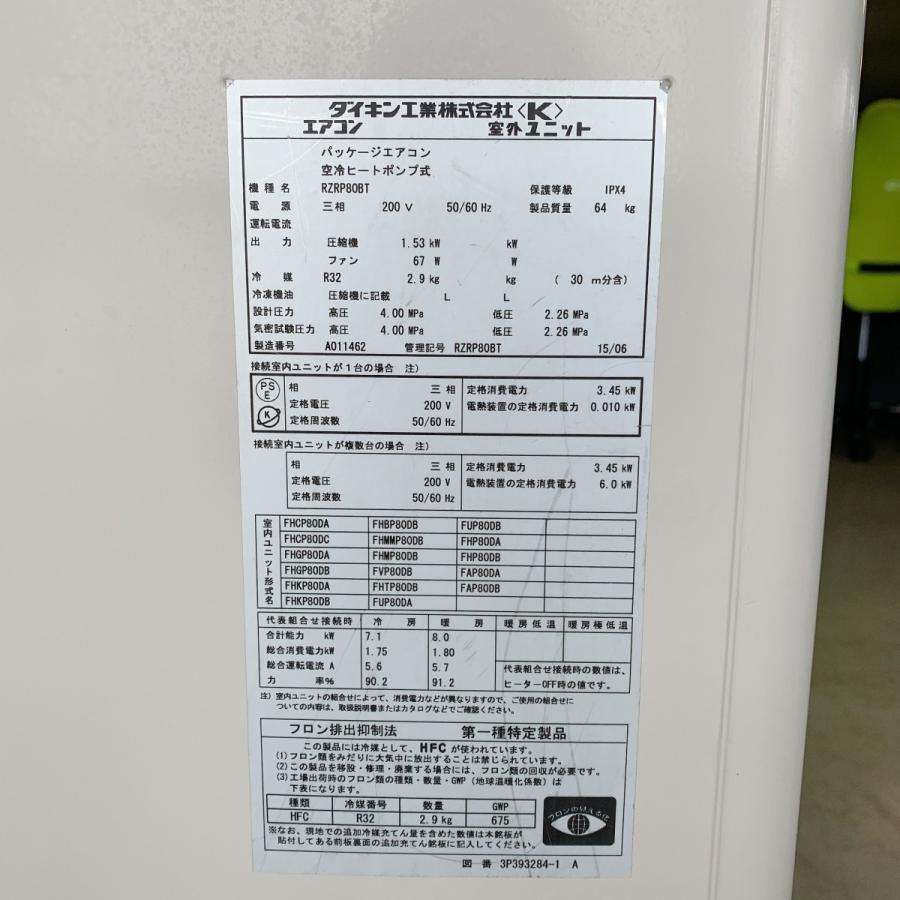 ダイキン工業株式会社〈K〉
エアコン 室外ユニット
パッケージエアコン
空冷ヒートポンプ式
機種名 RZRP80BT 保護等級 IPX4
電源 三相 200 V 50/60 Hz 製品質量 64 kg
運転電流
出力 圧縮機 1.53 kW kW
ファン 67 W W
冷媒 R32 2.9 kg kg ( 30 m分含)
冷凍機油 圧縮機に記載 L L
設計圧力 高圧 4.00 MPa 低圧 2.26 MPa
気密試験圧力 高圧 4.00 MPa 低圧 2.26 MPa
製造番号 A011462 管理記号 RZRP80BT 15/06
接続室内ユニットが1台の場合 注)
PS E 相 三相 定格消費電力 3.45 kW
定格電圧 200 V 電熱装置の定格消費電力 0.010 kW
K 定格周波数 50/60 Hz
接続室内ユニットが複数台の場合 注)
相 三相 定格消費電力 3.45 kW
定格電圧 200 V 電熱装置の定格消費電力 6.0 kW
定格周波数 50/60 Hz
室内ユニット形式名
FHCP80DA FHBP80DB FUP80DB
FHCP80DC FHMMP80DB FHP80DA
FHGP80DA FHMP80DB FHP80DB
FHGP80DB FVP80DB FAP80DA
FHKP80DA FHTP80DB FAP80DB
FHKP80DB FUP80DA
代表組合せ接続時 冷房 暖房 暖房低温 暖房極低温
合計能力 kW 7.1 8.0
総合消費電力kW 1.75 1.80
総合運転電流 A 5.6 5.7 代表組合せ接続時の数値は、
力率% 90.2 91.2 ヒーターOFF時の値です。
注) 室内ユニットの組合せによって、消費電力などが異なりますので、ご使用の組合せに
ついての内容は、取扱説明書またはカタログなどでご確認ください。
フロン排出抑制法 第一種特定製品
この製品には冷媒として、HFC が使われています。
(1)フロン類をみだりに大気中に放出することは禁じられています。
(2)この製品を移設・修理・廃棄する場合には、フロン類の回収が必要です。
(3)工場出荷時のフロン類の種類・数量・GWP (地球温暖化係数) は
下表になります。
種類 冷媒番号 数量 GWP
HFC R32 2.9 kg 675
フロンの見える化
※なお、現地での追加冷媒充てん量を含めた数値は本銘板が
貼付してある前板裏面の追加充てん銘板に記入してください。
図番 3P393284-1 A